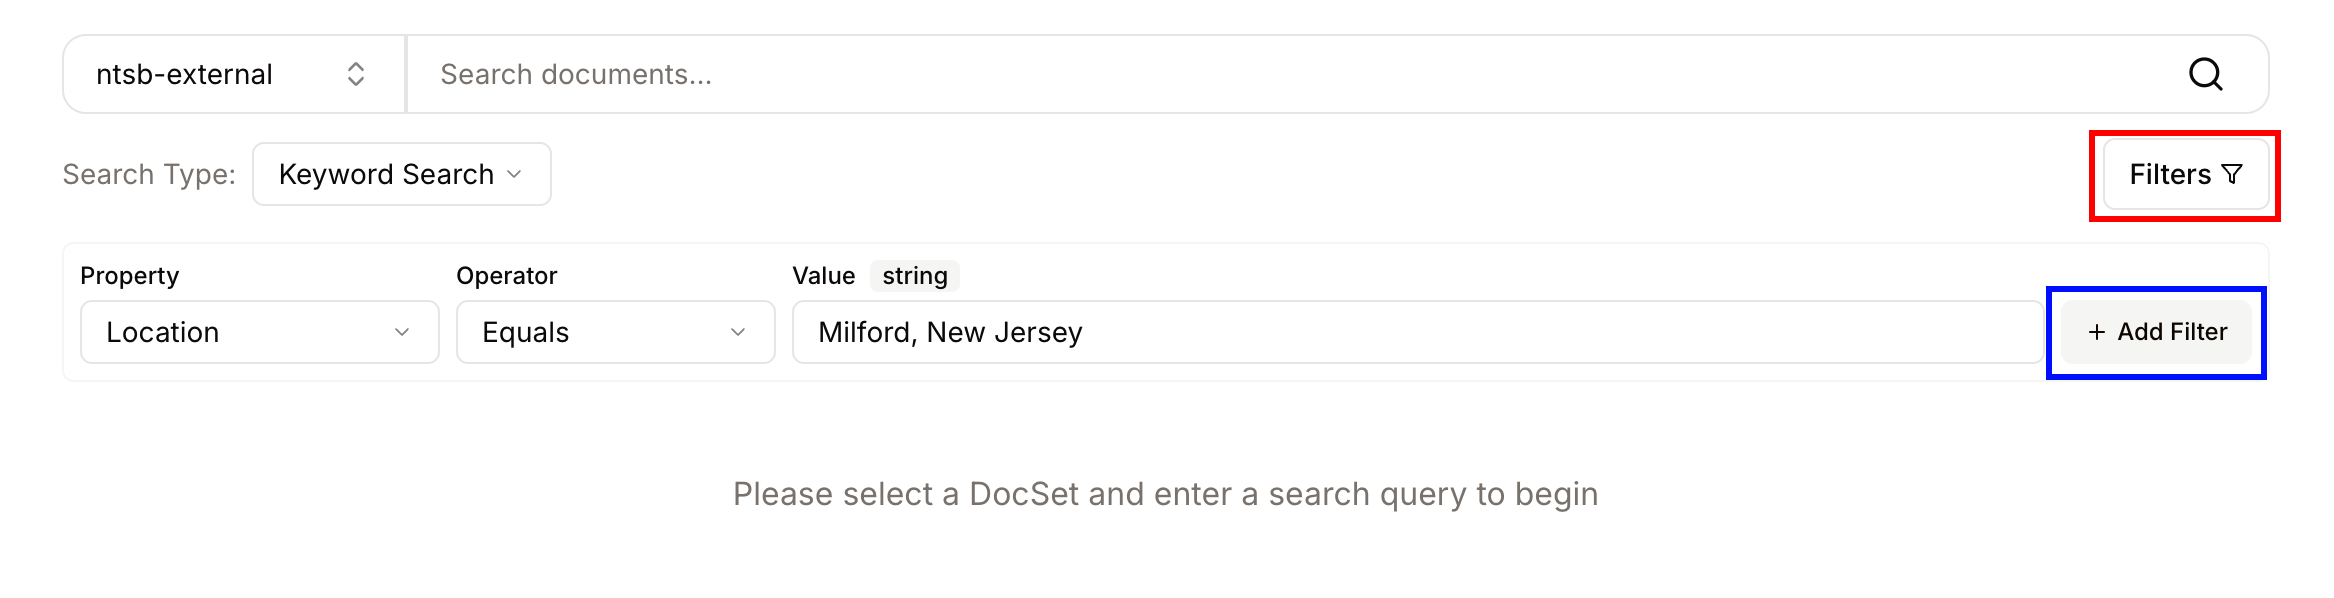 ntsb-external Search documents...
Search Type: Keyword Search Filters
Property Operator Value string
Location Equals Milford, New Jersey + Add Filter
Please select a DocSet and enter a search query to begin